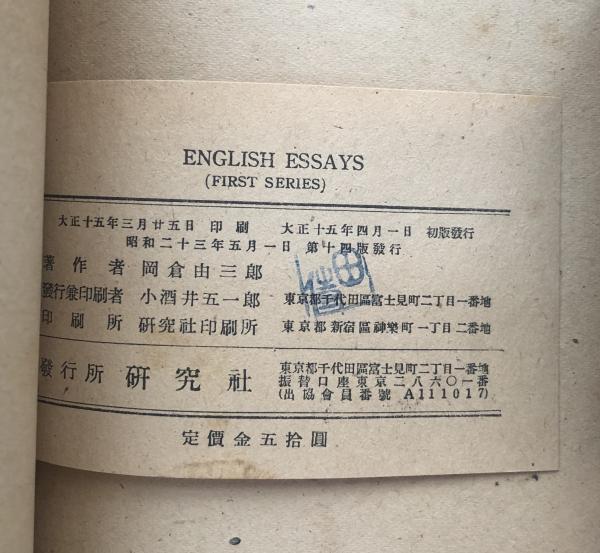 ENGLISH ESSAYS
(FIRST SERIES)
大正十五年三月廿五日 印刷 大正十五年四月一日 初版發行
昭和二十三年五月一日 第十四版發行
著作者 岡倉由三郎
發行兼印刷者 小酒井五一郎 東京都千代田區富士見町二丁目一番地
印刷所 硏究社印刷所 東京都新宿區神樂町一丁目二番地
發行所 硏究社 東京都千代田區富士見町二丁目一番地
振替口座東京二八六〇一番
(出協會員番號 A111017)
定價金五拾圓